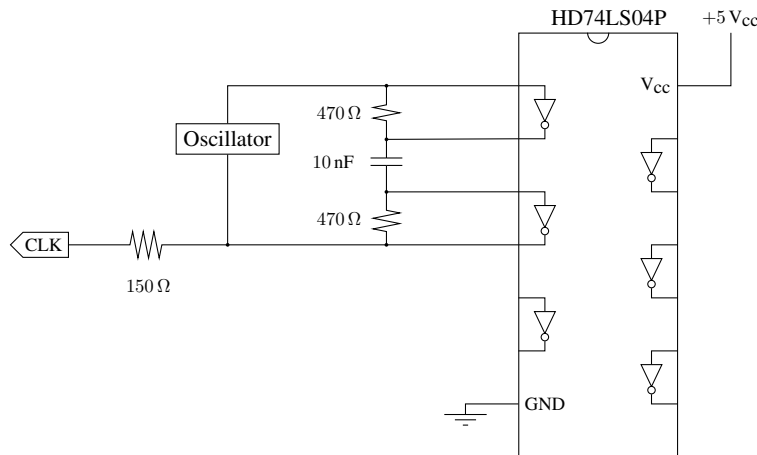 HD74LS04P
+5 Vcc
Vcc
470 Ω
Oscillator
10 nF
470 Ω
CLK
150 Ω
GND